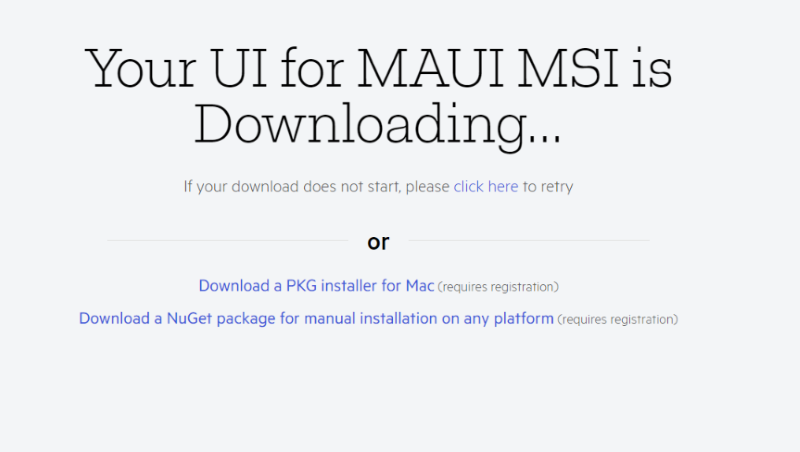 Your UI for MAUI MSI is
Downloading...
If your download does not start, please click here to retry
or
Download a PKG installer for Mac (requires registration)
Download a NuGet package for manual installation on any platform (requires registration)